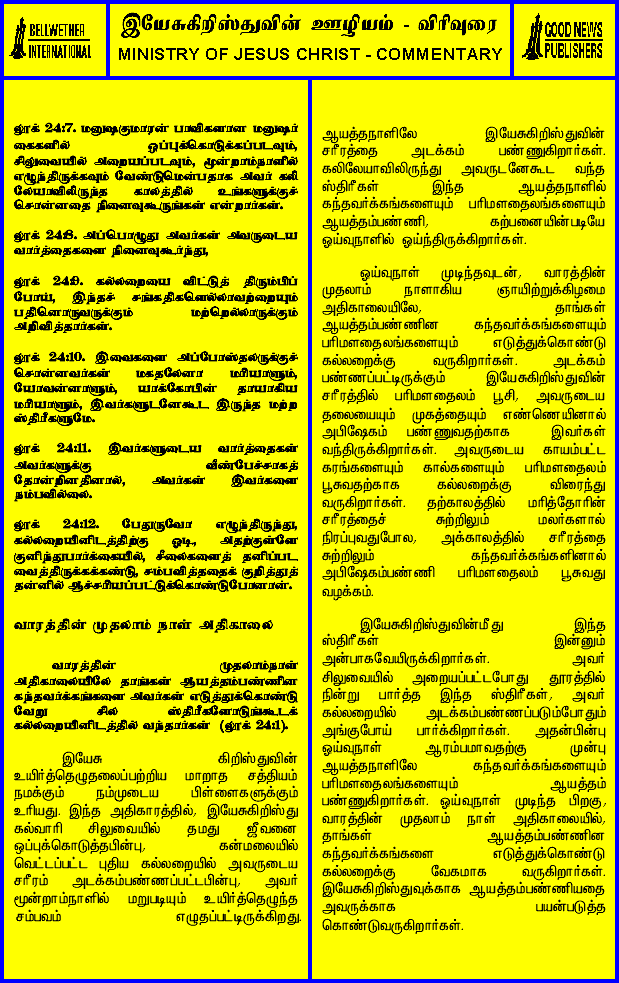 BELLWETHER
INTERNATIONAL
இயேசுகிறிஸ்துவின் ஊழியம் - விரிவுரை
MINISTRY OF JESUS CHRIST - COMMENTARY
GOOD NEWS
PUBLISHERS
லூக் 24:7. மனுஷகுமாரன் பாவிகளான மனுஷர்
கைகளில் ஒப்புக்கொடுக்கப்படவும்,
சிலுவையில் அறையப்படவும், மூன்றாம்நாளில்
எழுந்திருக்கவும் வேண்டுமென்பதாக அவர் கலி
லேயாவிலிருந்த காலத்தில் உங்களுக்குச்
சொன்னதை நினைவுகூருங்கள் என்றார்கள்.
லூக் 24:8. அப்பொழுது அவர்கள் அவருடைய
வார்த்தைகளை நினைவுகூர்ந்து,
லூக் 24:9. கல்லறையை விட்டுத் திரும்பிப்
போய், இந்தச் சங்கதிகளெல்லாவற்றையும்
பதினொருவருக்கும் மற்றெல்லாருக்கும்
அறிவித்தார்கள்.
லூக் 24:10. இவைகளை அப்போஸ்தலருக்குச்
சொன்னவர்கள் மகதலேனா மரியாளும்,
யோவன்னாளும், யாக்கோபின் தாயாகிய
மரியாளும், இவர்களுடனேகூட இருந்த மற்ற
ஸ்திரீகளுமே.
லூக் 24:11. இவர்களுடைய வார்த்தைகள்
அவர்களுக்கு வீண்பேச்சாகத்
தோன்றினதினால், அவர்கள் இவர்களை
நம்பவில்லை.
லூக் 24:12. பேதுருவோ எழுந்திருந்து,
கல்லறையினிடத்திற்கு ஓடி, அதற்குள்ளே
குனிந்துபார்க்கையில், சீலைகளைத் தனிப்பட
வைத்திருக்கக்கண்டு, சம்பவித்ததைக் குறித்துத்
தன்னில் ஆச்சரியப்பட்டுக்கொண்டுபோனான்.
வாரத்தின் முதலாம் நாள் அதிகாலை
வாரத்தின் முதலாம்நாள்
அதிகாலையிலே தாங்கள் ஆயத்தம்பண்ணின
கந்தவர்க்கங்களை அவர்கள் எடுத்துக்கொண்டு
வேறு சில ஸ்திரீகளோடுங்கூடக்
கல்லறையினிடத்தில் வந்தார்கள் (லூக் 24:1).
இயேசு கிறிஸ்துவின்
உயிர்த்தெழுதலைப்பற்றிய மாறாத சத்தியம்
நமக்கும் நம்முடைய பிள்ளைகளுக்கும்
உரியது. இந்த அதிகாரத்தில், இயேசுகிறிஸ்து
கல்வாரி சிலுவையில் தமது ஜீவனை
ஒப்புக்கொடுத்தபின்பு, கன்மலையில்
வெட்டப்பட்ட புதிய கல்லறையில் அவருடைய
சரீரம் அடக்கம்பண்ணப்பட்டபின்பு, அவர்
மூன்றாம்நாளில் மறுபடியும் உயிர்த்தெழுந்த
சம்பவம் எழுதப்பட்டிருக்கிறது.
ஆயத்தநாளிலே இயேசுகிறிஸ்துவின்
சரீரத்தை அடக்கம் பண்ணுகிறார்கள்.
கலிலேயாவிலிருந்து அவருடனேகூட வந்த
ஸ்திரீகள் இந்த ஆயத்தநாளில்
கந்தவர்க்கங்களையும் பரிமளதைலங்களையும்
ஆயத்தம்பண்ணி, கற்பனையின்படியே
ஓய்வுநாளில் ஓய்ந்திருக்கிறார்கள்.
ஓய்வுநாள் முடிந்தவுடன், வாரத்தின்
முதலாம் நாளாகிய ஞாயிற்றுக்கிழமை
அதிகாலையிலே, தாங்கள்
ஆயத்தம்பண்ணின கந்தவர்க்கங்களையும்
பரிமளதைலங்களையும் எடுத்துக்கொண்டு
கல்லறைக்கு வருகிறார்கள். அடக்கம்
பண்ணப்பட்டிருக்கும் இயேசுகிறிஸ்துவின்
சரீரத்தில் பரிமளதைலம் பூசி, அவருடைய
தலையையும் முகத்தையும் எண்ணெயினால்
அபிஷேகம் பண்ணுவதற்காக இவர்கள்
வந்திருக்கிறார்கள். அவருடைய காயம்பட்ட
கரங்களையும் கால்களையும் பரிமளதைலம்
பூசுவதற்காக கல்லறைக்கு விரைந்து
வருகிறார்கள். தற்காலத்தில் மரித்தோரின்
சரீரத்தைச் சுற்றிலும் மலர்களால்
நிரப்புவதுபோல, அக்காலத்தில் சரீரத்தை
சுற்றிலும் கந்தவர்க்கங்களினால்
அபிஷேகம்பண்ணி பரிமளதைலம் பூசுவது
வழக்கம்.
இயேசுகிறிஸ்துவின்மீது இந்த
ஸ்திரீகள் இன்னும்
அன்பாகவேயிருக்கிறார்கள். அவர்
சிலுவையில் அறையப்பட்டபோது தூரத்தில்
நின்று பார்த்த இந்த ஸ்திரீகள், அவர்
கல்லறையில் அடக்கம்பண்ணப்படும்போதும்
அங்குபோய் பார்க்கிறார்கள். அதன்பின்பு
ஓய்வுநாள் ஆரம்பமாவதற்கு முன்பு
ஆயத்தநாளிலே கந்தவர்க்கங்களையும்
பரிமளதைலங்களையும் ஆயத்தம்
பண்ணுகிறார்கள். ஓய்வுநாள் முடிந்த பிறகு,
வாரத்தின் முதலாம் நாள் அதிகாலையில்,
தாங்கள் ஆயத்தம்பண்ணின
கந்தவர்க்கங்களை எடுத்துக்கொண்டு
கல்லறைக்கு வேகமாக வருகிறார்கள்.
இயேசுகிறிஸ்துவுக்காக ஆயத்தம்பண்ணியதை
அவருக்காக பயன்படுத்த
கொண்டுவருகிறார்கள்.